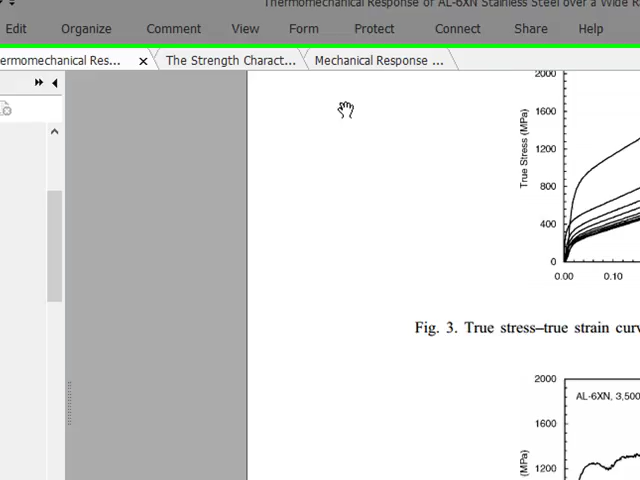 Thermomechanical Response of AL-6XN Stainless Steel over a Wide Ra
Edit Organize Comment View Form Protect Connect Share Help
ermomechanical Res... The Strength Charact... Mechanical Response ...
2000
1600
1200
800
400
0
True Stress (MPa)
0.00 0.10
Fig. 3. True stress–true strain curv
2000
AL-6XN, 3,500
1200
(MPa)